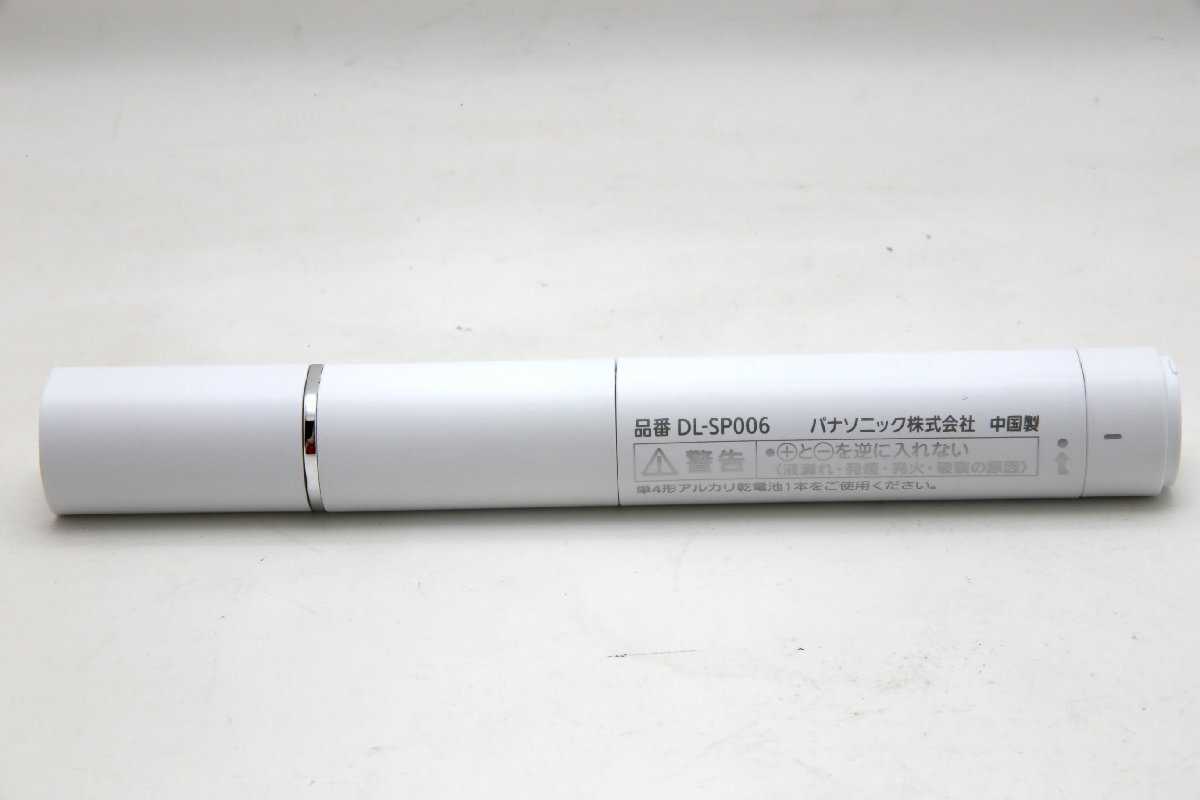 品番 DL-SP006 パナソニック株式会社 中国製
警告 ・⊕と⊖を逆に入れない
(液漏れ・発煙・発火・破裂の原因)
単4形アルカリ乾電池1本をご使用ください。